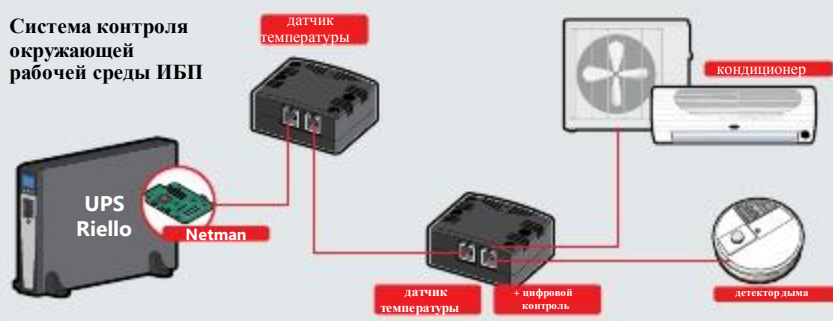 Система контроля
окружающей
рабочей среды ИБП
датчик
температуры
кондиционер
UPS
Riello
Netman
датчик
температуры
+ цифровой
контроль
детектор дыма